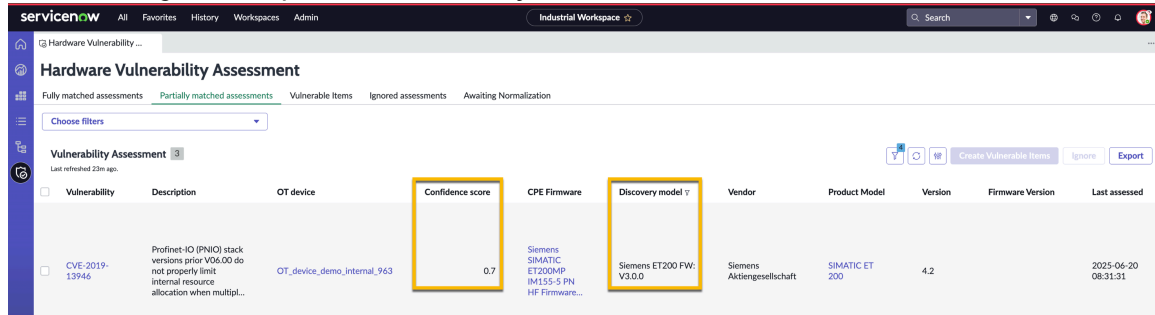 servicenow All Favorites History Workspaces Admin Industrial Workspace ☆ Search
Hardware Vulnerability ...
Hardware Vulnerability Assessment
Fully matched assessments Partially matched assessments Vulnerable Items Ignored assessments Awaiting Normalization
Choose filters
Vulnerability Assessment 3 4 Create Vulnerable Items Ignore Export
Last refreshed 23m ago.
Vulnerability Description OT device Confidence score CPE Firmware Discovery model Vendor Product Model Version Firmware Version Last assessed
CVE-2019-
13946
Profinet-IO (PNIO) stack
versions prior V06.00 do
not properly limit
internal resource
allocation when multipl...
OT_device_demo_internal_963
0.7
Siemens
SIMATIC
ET200MP
IM155-5 PN
HF Firmware...
Siemens ET200 FW:
V3.0.0
Siemens
Aktiengesellschaft
SIMATIC ET
200
4.2
2025-06-20
08:31:31